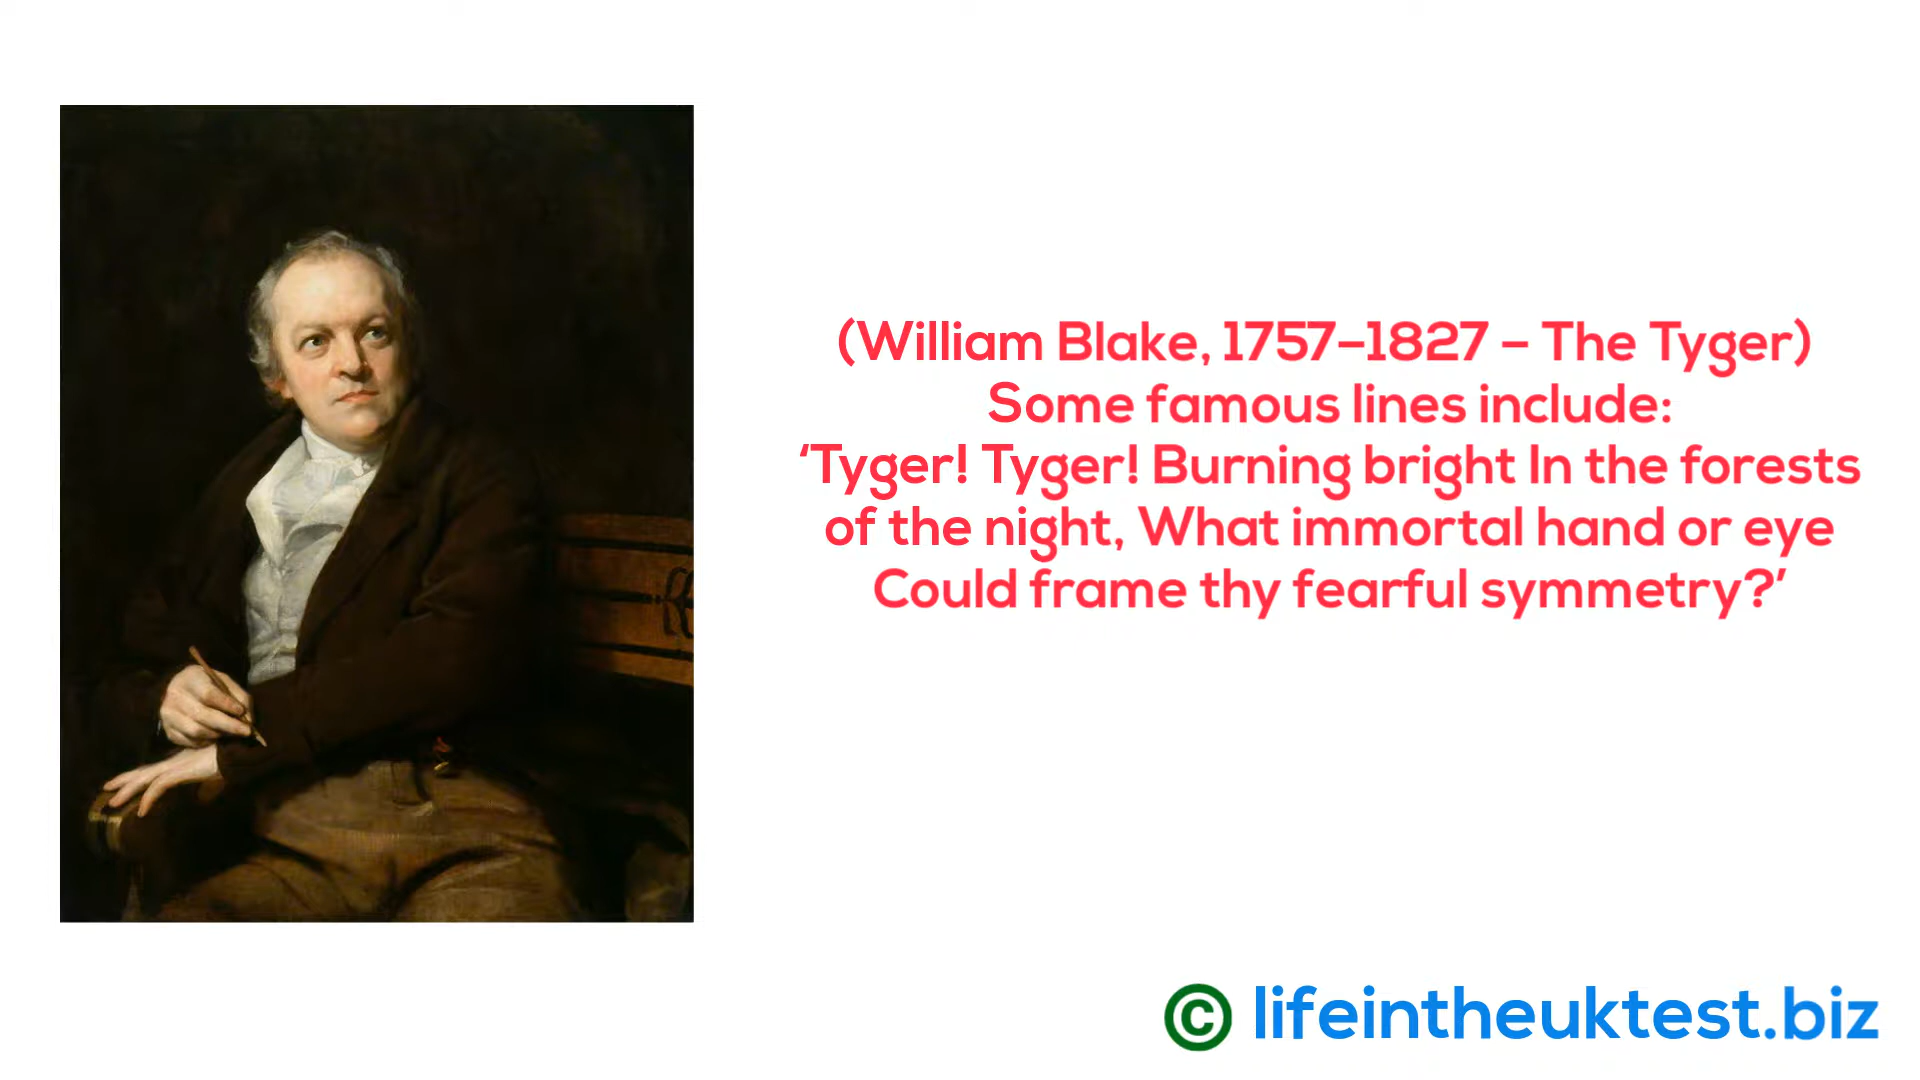 (William Blake, 1757–1827 – The Tyger)
Some famous lines include:
‘Tyger! Tyger! Burning bright In the forests
of the night, What immortal hand or eye
Could frame thy fearful symmetry?’
© lifeintheuktest.biz